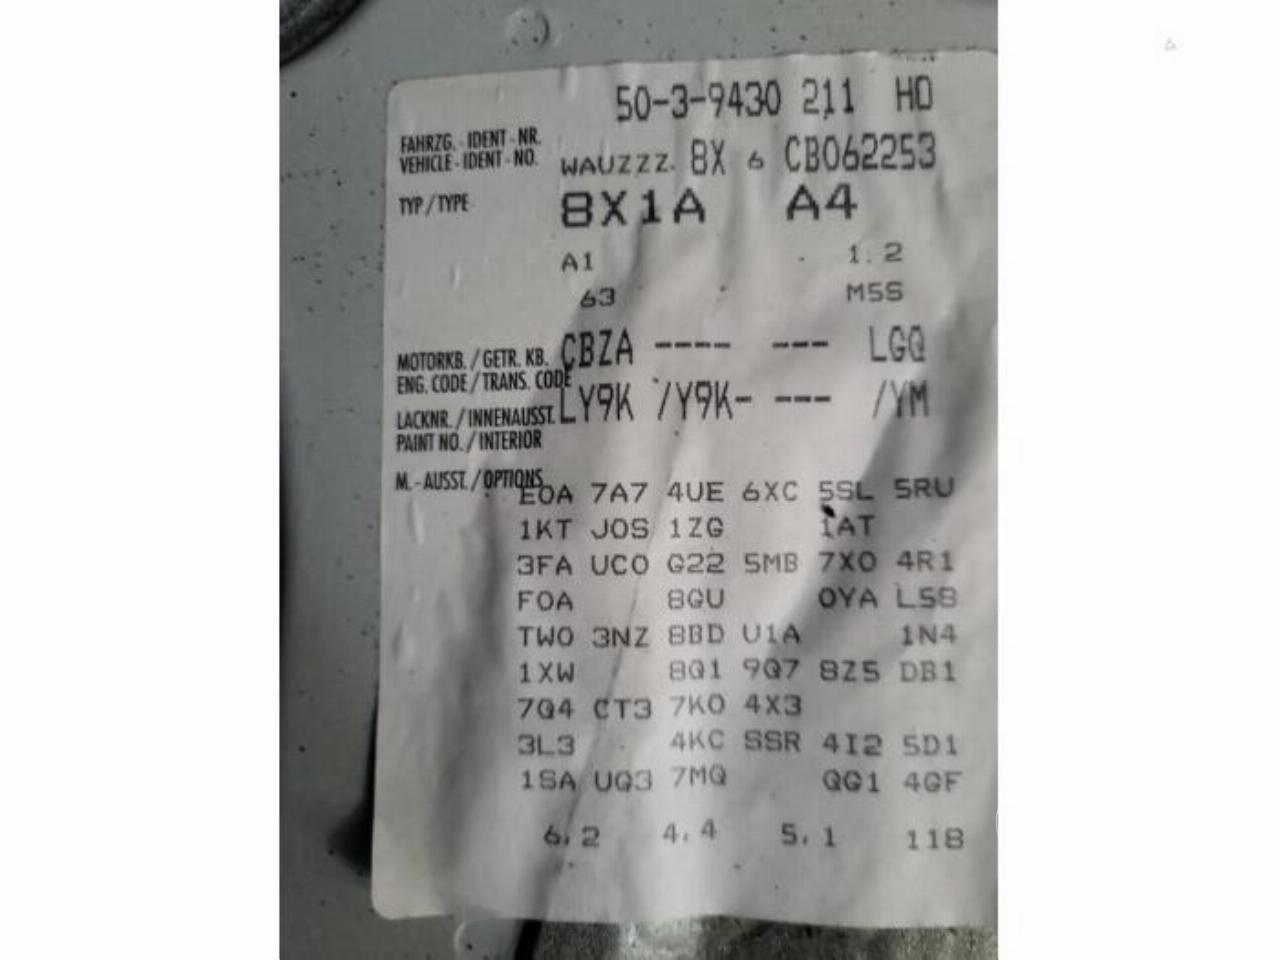 50-3-9430 211 HD
FAHRZG.-IDENT-NR.
VEHICLE-IDENT-NO. WAUZZZ. 8X 6 CB062253
TYP/TYPE 8X1A A4
A1 1.2
63 M5S
MOTORKB./GETR.KB. CBZA ---- --- LGQ
ENG. CODE/TRANS. CODE
LACKNR./INNENAUSST. LY9K /Y9K- --- /YM
PAINT NO./INTERIOR
M.-AUSST./OPTIONS
E0A 7A7 4UE 6XC 5SL 5RU
1KT J0S 1ZG 1AT
3FA UC0 G22 5MB 7X0 4R1
F0A 8GU 0YA L58
TW0 3NZ 8BD U1A 1N4
1XW 8Q1 9Q7 8Z5 DB1
7Q4 CT3 7K0 4X3
3L3 4KC SSR 4I2 5D1
1SA UG3 7MQ QG1 4GF
6,2 4,4 5,1 118